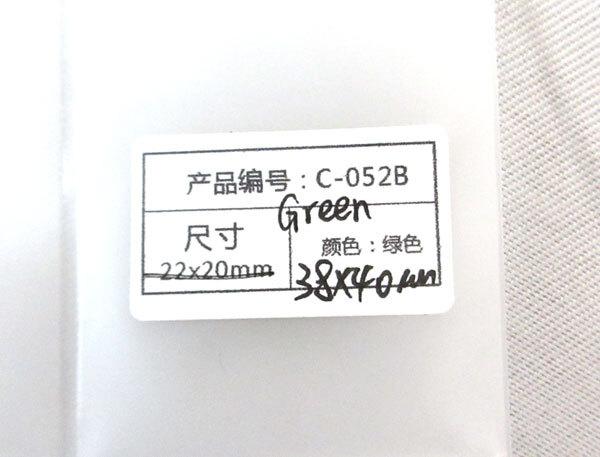 产品编号：C-052B
Green
尺寸
颜色：绿色
22x20mm
38X40mm